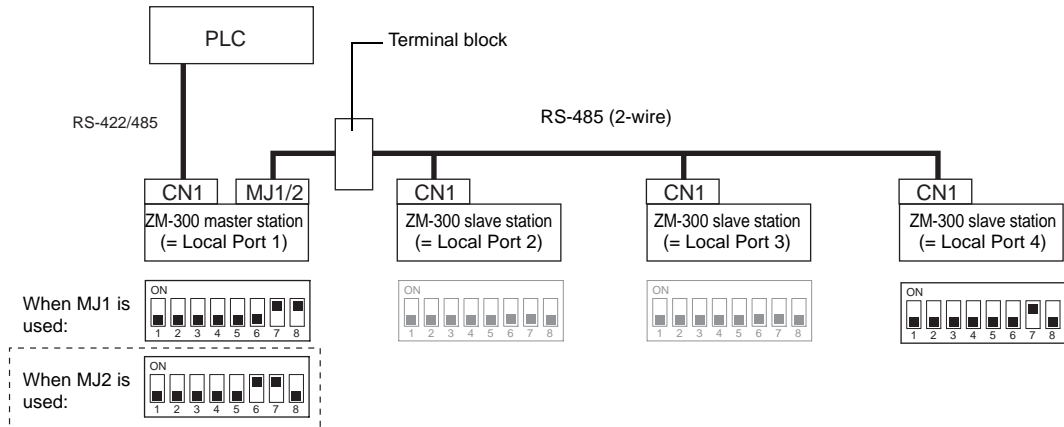 PLC
Terminal block
RS-422/485
RS-485 (2-wire)
CN1 MJ1/2 CN1 CN1 CN1
ZM-300 master station
(= Local Port 1)
ZM-300 slave station
(= Local Port 2)
ZM-300 slave station
(= Local Port 3)
ZM-300 slave station
(= Local Port 4)
When MJ1 is
used:
ON
1 2 3 4 5 6 7 8
ON
1 2 3 4 5 6 7 8
ON
1 2 3 4 5 6 7 8
ON
1 2 3 4 5 6 7 8
When MJ2 is
used:
ON
1 2 3 4 5 6 7 8